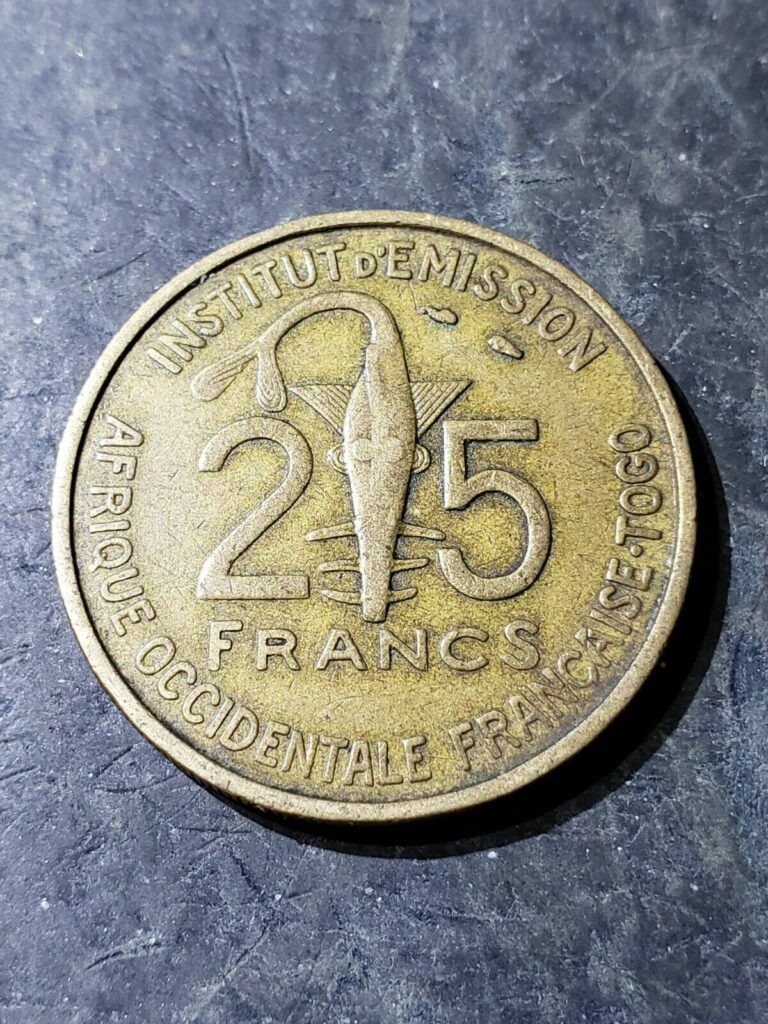 INSTITUT D'EMISSION
25
FRANCS
AFRIQUE OCCIDENTALE FRANÇAISE·TOGO